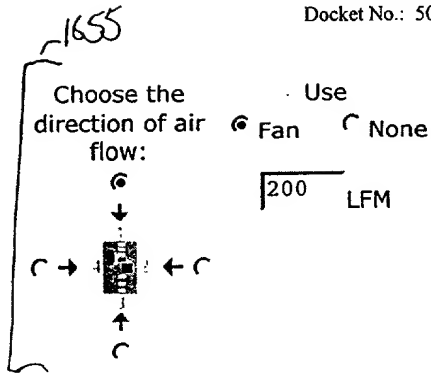 1655
Docket No.: 50
Choose the
direction of air
flow:
Use
Fan
None
200
LFM